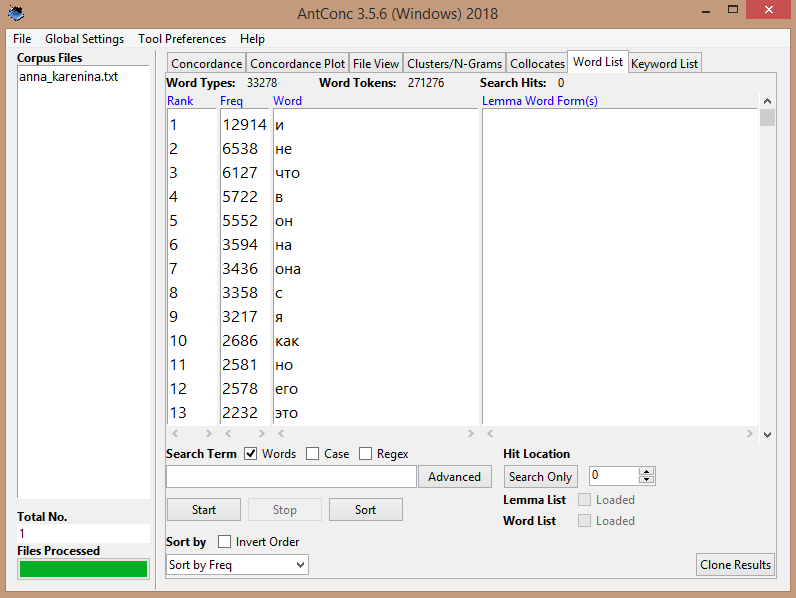 AntConc 3.5.6 (Windows) 2018
File Global Settings Tool Preferences Help
Corpus Files
anna_karenina.txt
Concordance Concordance Plot File View Clusters/N-Grams Collocates Word List Keyword List
Word Types: 33278 Word Tokens: 271276 Search Hits: 0
Rank Freq Word Lemma Word Form(s)
1 12914 и
2 6538 не
3 6127 что
4 5722 в
5 5552 он
6 3594 на
7 3436 она
8 3358 с
9 3217 я
10 2686 как
11 2581 но
12 2578 его
13 2232 это
Search Term Words Case Regex Hit Location
Advanced Search Only 0
Start Stop Sort Lemma List Loaded
Word List Loaded
Total No.
1
Files Processed
Sort by Invert Order
Sort by Freq Clone Results